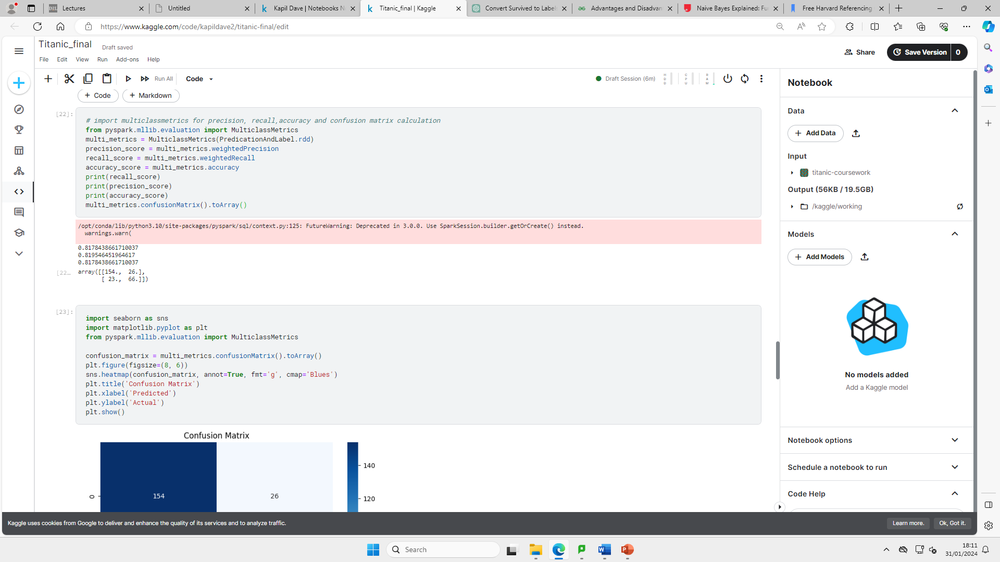 Lectures
Untitled
Kapil Dave | Notebooks N
Titanic_final | Kaggle
Convert Survived to Label
Advantages and Disadvan
Naive Bayes Explained: Fu
Free Harvard Referencing
https://www.kaggle.com/code/kapildave2/titanic-final/edit
Titanic_final
Draft saved
File Edit View Run Add-ons Help
Share
Save Version 0
Run All
Code
Draft Session (6m)
HDD
CPU
RAM
+ Code
+ Markdown
[22]:
# import multiclassmetrics for precision, recall,accuracy and confusion matrix calculation
from pyspark.mllib.evaluation import MulticlassMetrics
multi_metrics = MulticlassMetrics(PredicationAndLabel.rdd)
precision_score = multi_metrics.weightedPrecision
recall_score = multi_metrics.weightedRecall
accuracy_score = multi_metrics.accuracy
print(recall_score)
print(precision_score)
print(accuracy_score)
multi_metrics.confusionMatrix().toArray()
/opt/conda/lib/python3.10/site-packages/pyspark/sql/context.py:125: FutureWarning: Deprecated in 3.0.0. Use SparkSession.builder.getOrCreate() instead.
warnings.warn(
0.8178438661710037
0.819546451964617
0.8178438661710037
[22…
array([[154., 26.],
[ 23., 66.]])
[23]:
import seaborn as sns
import matplotlib.pyplot as plt
from pyspark.mllib.evaluation import MulticlassMetrics
confusion_matrix = multi_metrics.confusionMatrix().toArray()
plt.figure(figsize=(8, 6))
sns.heatmap(confusion_matrix, annot=True, fmt='g', cmap='Blues')
plt.title('Confusion Matrix')
plt.xlabel('Predicted')
plt.ylabel('Actual')
plt.show()
Confusion Matrix
0
154
26
140
120
Notebook
Data
+ Add Data
Input
titanic-coursework
Output (56KB / 19.5GB)
/kaggle/working
Models
+ Add Models
No models added
Add a Kaggle model
Notebook options
Schedule a notebook to run
Code Help
Kaggle uses cookies from Google to deliver and enhance the quality of its services and to analyze traffic.
Learn more.
Ok, Got it.
Search
18:11
31/01/2024